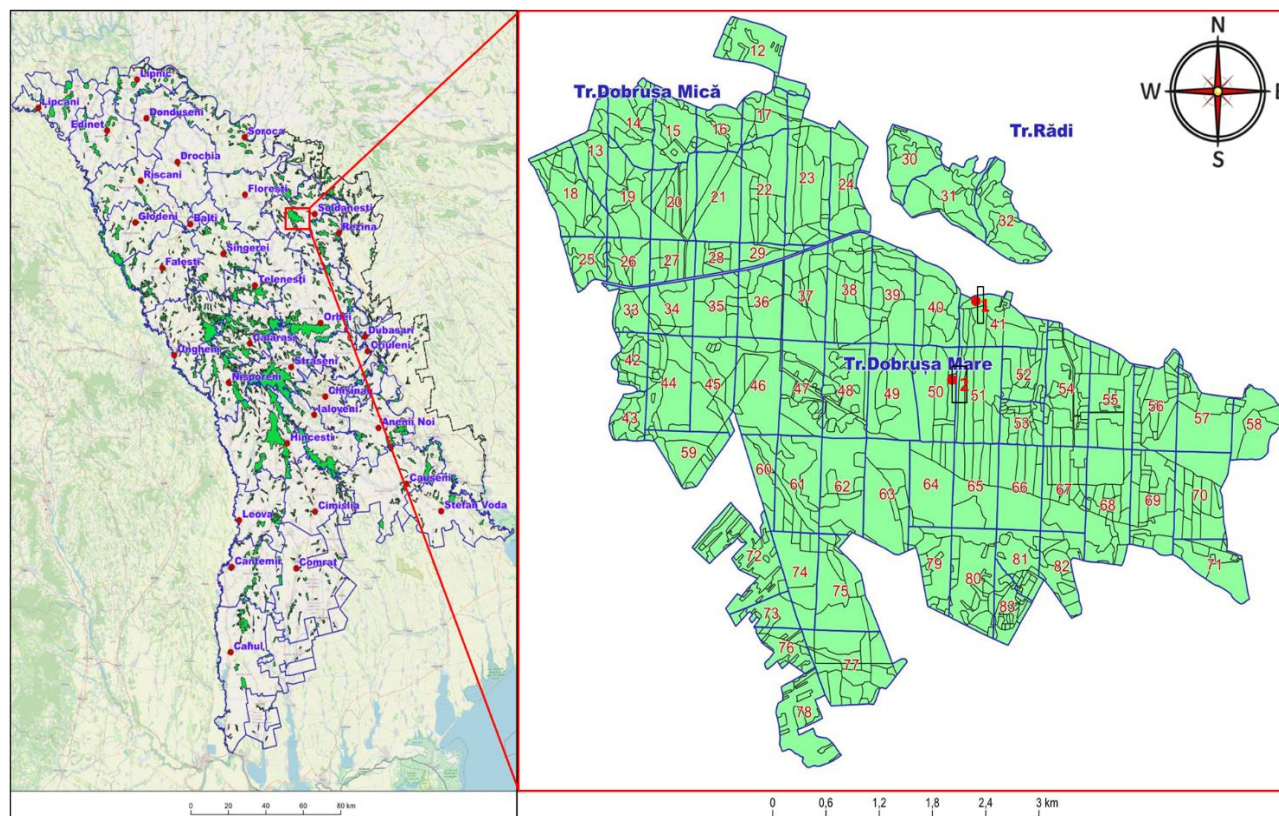 Lipnic
Lipcani
Donduseni
Edinet
Soroca
Drochia
Riscani
Floresti
Soldanesti
Glodeni
Balti
Rezina
Singerei
Falesti
Telenesti
Orhei
Dubasari
Calarasi
Criuleni
Ungheni
Straseni
Nisporeni
Chisinau
Ialoveni
Anenii Noi
Hincesti
Causeni
Leova
Cimislia
Stefan Voda
Cantemir
Comrat
Cahul
0 20 40 80 km
N
W E
S
Tr.Dobrușa Mică
Tr.Rădi
Tr.Dobrușa Mare
12
17
14 15 16
13
30
18 19 20 21 22 23 24
31
32
25 26 27 28 29
33 34 35 36 37 38 39 40 1 41
42 44 45 46 47 48 49 50 2 51 52 54 55 56 57
43 53 58
59
60 61 62 63 64 65 66 67 68 69 70
72 74 75 79 80 81 82 71
73 83
76 77
78
0 0,6 1,2 1,8 2,4 3 km